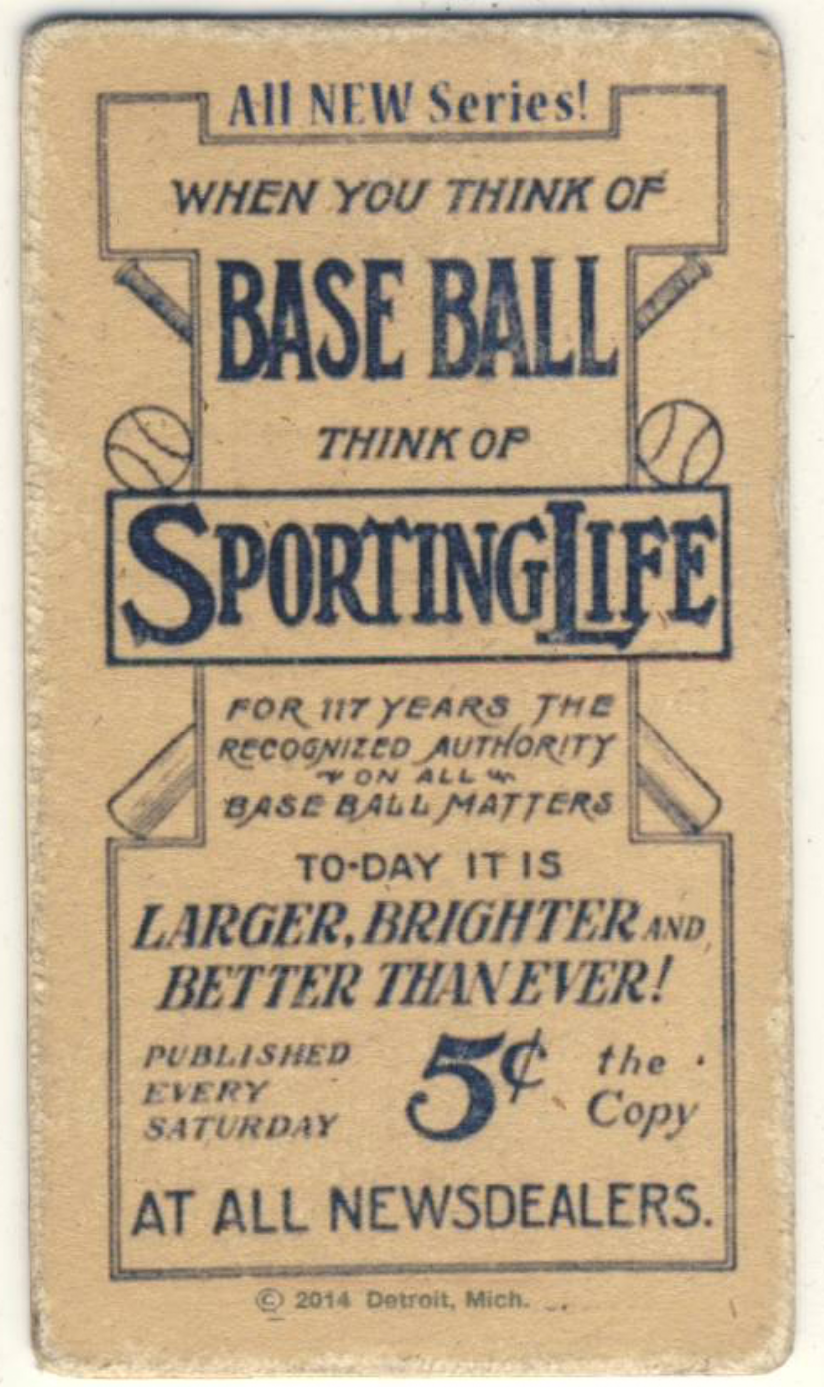 All NEW Series!
WHEN YOU THINK OF
BASE BALL
THINK OF
SPORTINGLIFE
FOR 117 YEARS THE
RECOGNIZED AUTHORITY
ON ALL
BASE BALL MATTERS
TO-DAY IT IS
LARGER, BRIGHTER AND
BETTER THAN EVER!
PUBLISHED
EVERY
SATURDAY
5¢
the
Copy
AT ALL NEWSDEALERS.
© 2014 Detroit, Mich.